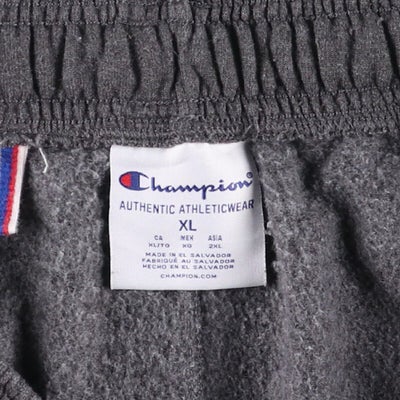 Champion
AUTHENTIC ATHLETICWEAR
XL
CA MEX ASIA
XL/TG XG 2XL
MADE IN EL SALVADOR
FABRIQUÉ AU EL SALVADOR
HECHO EN EL SALVADOR
CHAMPION.COM